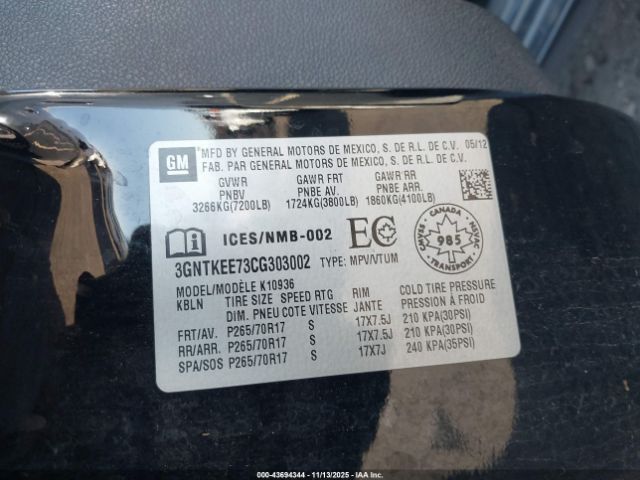 GM
*MFD BY GENERAL MOTORS DE MEXICO, S. DE R.L. DE C.V. 05/12
FAB. PAR GENERAL MOTORS DE MEXICO, S. DE R.L. DE C.V.
GVWR GAWR FRT GAWR RR
PNBV PNBE AV. PNBE ARR.
3266KG(7200LB) 1724KG(3800LB) 1860KG(4100LB)
i ICES/NMB-002 EC
CANADA
985
TRANSPORT
3GNTKEE73CG303002 TYPE: MPV/VTUM
MODEL/MODÈLE K10936
KBLN TIRE SIZE SPEED RTG RIM COLD TIRE PRESSURE
DIM. PNEU COTE VITESSE JANTE PRESSION À FROID
FRT/AV. P265/70R17 S 17X7.5J 210 KPA(30PSI)
RR/ARR. P265/70R17 S 17X7.5J 210 KPA(30PSI)
SPA/SOS P265/70R17 S 17X7J 240 KPA(35PSI)
000-43694344 | 11/13/2025 - IAAI.com